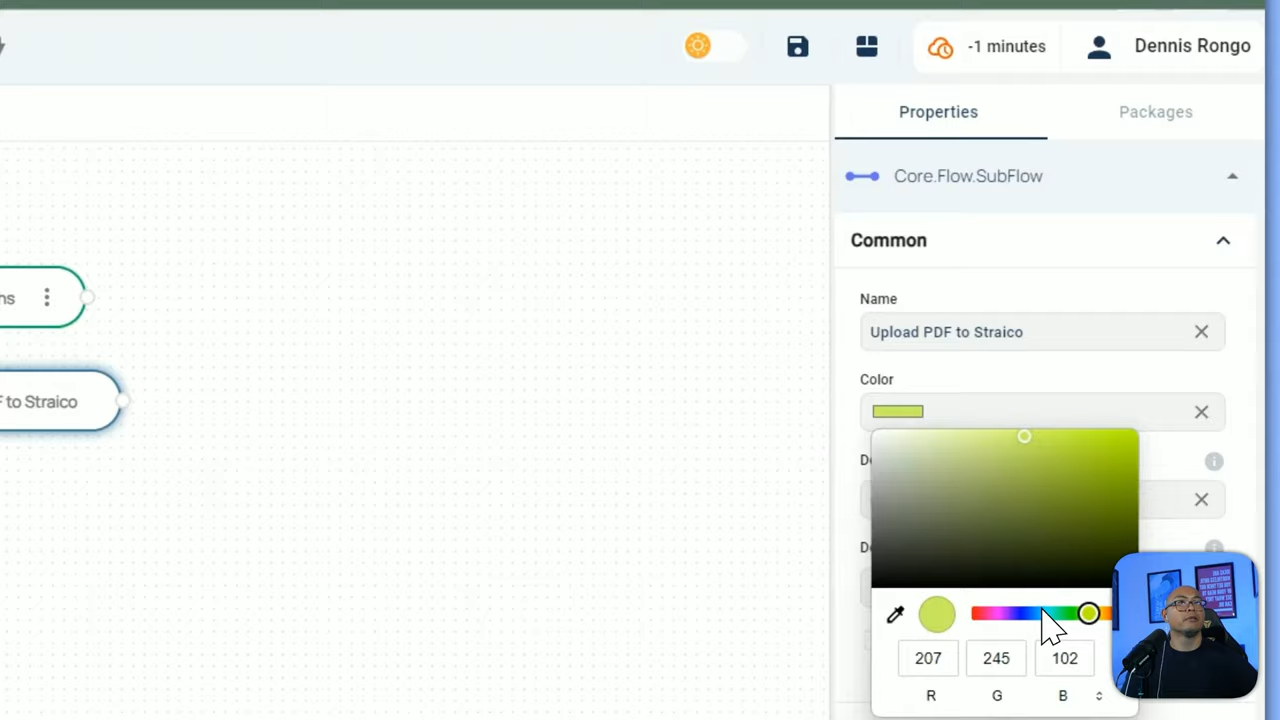 -1 minutes
Dennis Rongo
Properties
Packages
Core.Flow.SubFlow
Common
Name
Upload PDF to Straico
Color
hs
F to Straico
207
245
102
R
G
B